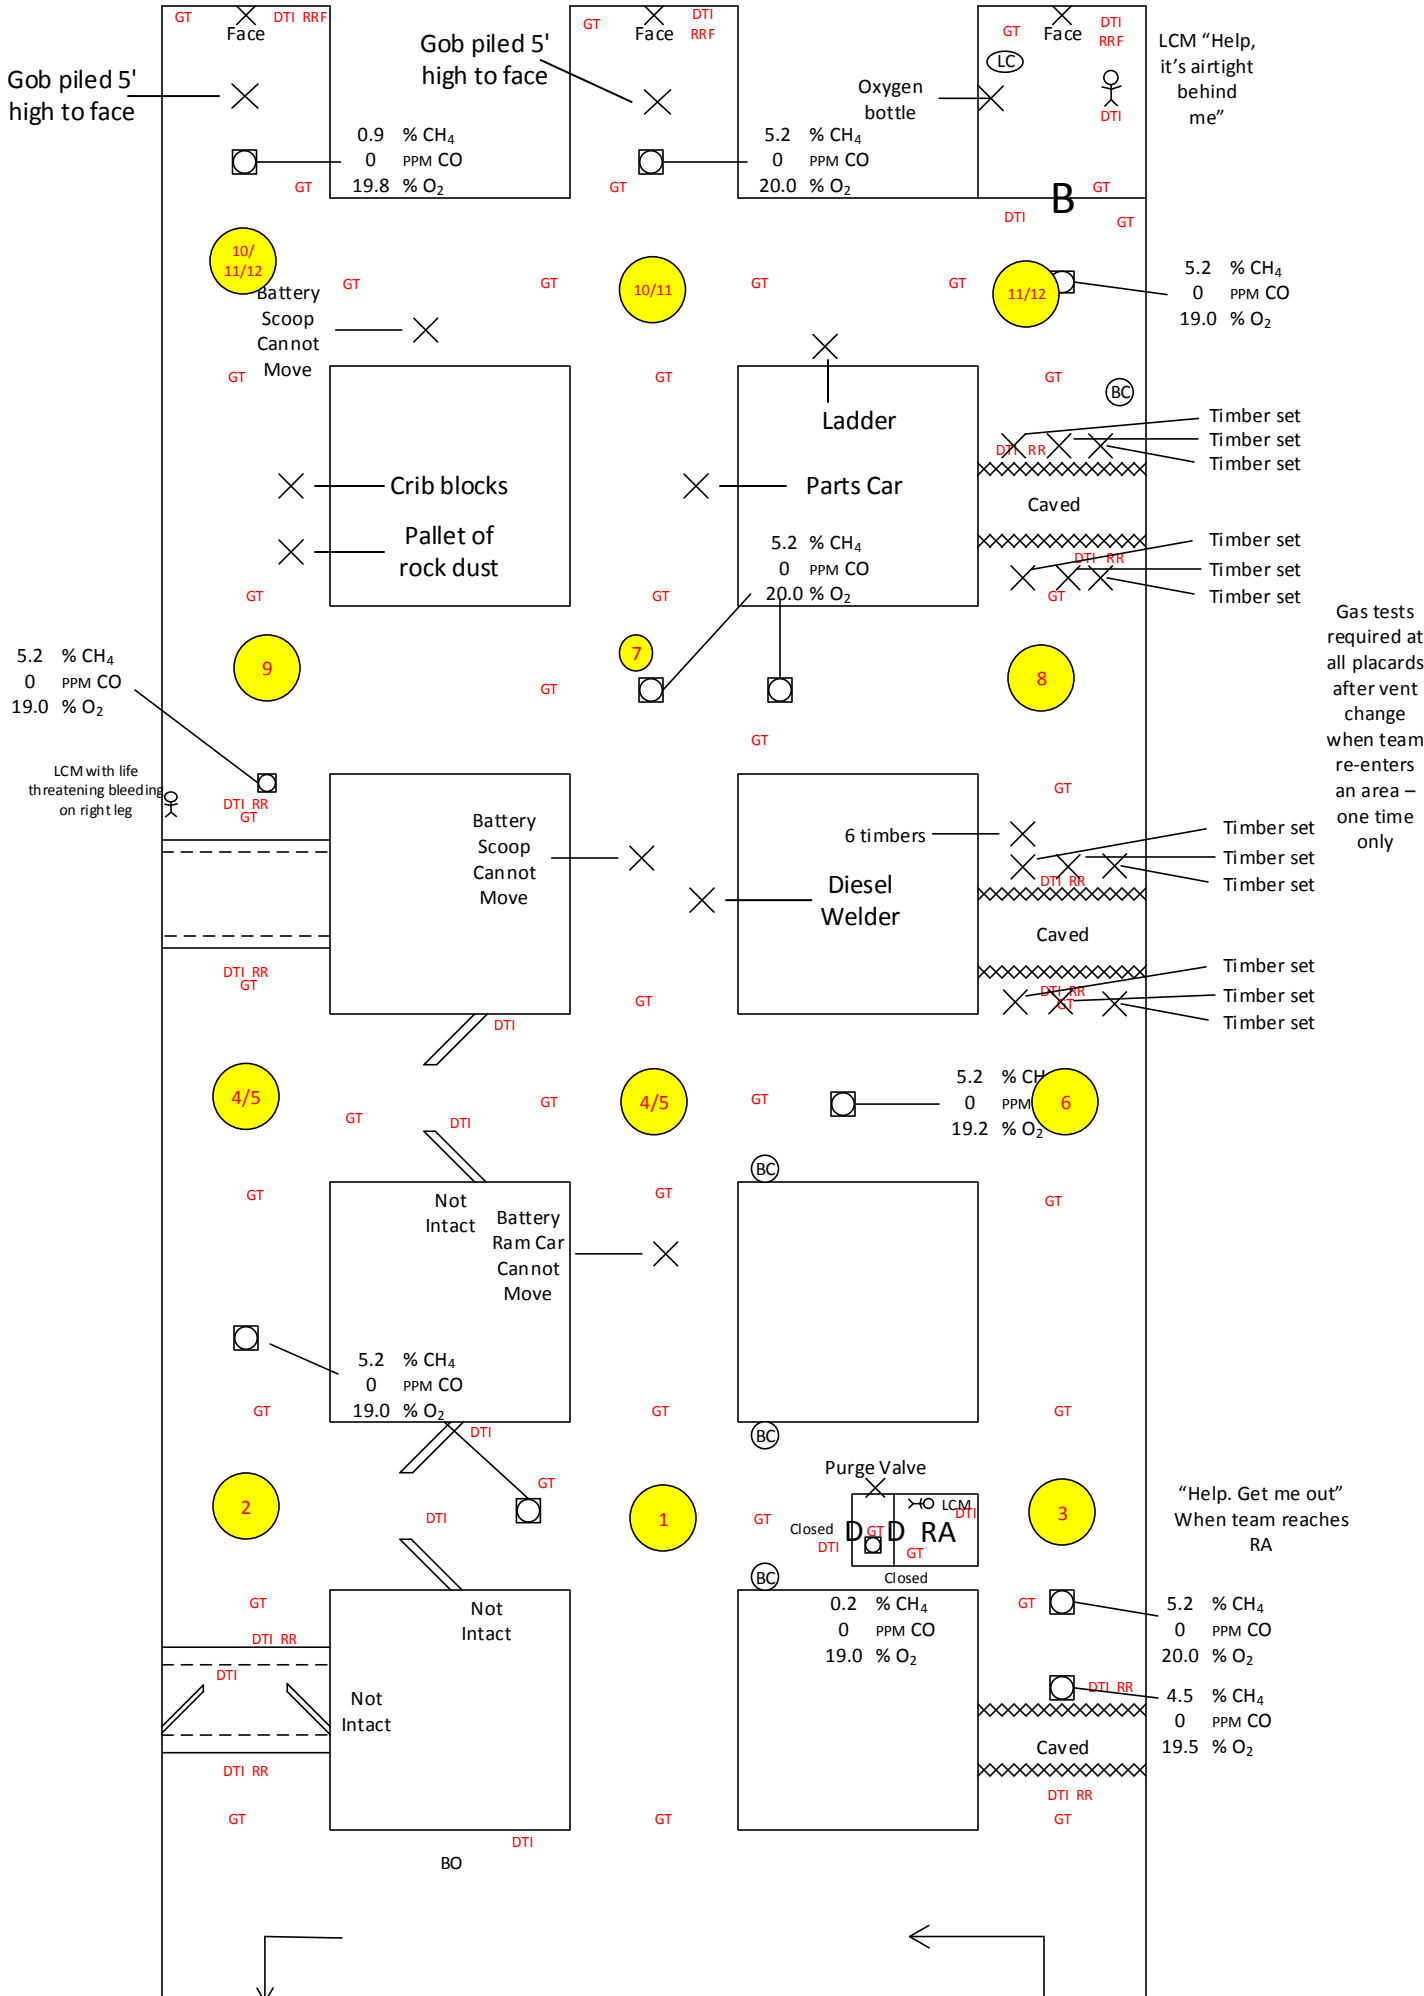 GT
DTI RRF
Face
GT
DTI
RRF
GT
Face
DTI
RRF
LC
LCM “Help,
it’s airtight
behind
me”
DTI
Gob piled 5'
high to face
Gob piled 5'
high to face
Oxygen
bottle
0.9 % CH₄
0 PPM CO
19.8 % O₂
5.2 % CH₄
0 PPM CO
20.0 % O₂
GT
GT
GT
B
DTI
GT
10/
11/12
GT
GT
10/11
GT
GT
11/12
5.2 % CH₄
0 PPM CO
19.0 % O₂
Battery
Scoop
Cannot
Move
GT
GT
GT
BC
Ladder
Timber set
Timber set
Timber set
DTI RR
Crib blocks
Parts Car
Caved
Pallet of
rock dust
5.2 % CH₄
0 PPM CO
20.0 % O₂
Timber set
Timber set
Timber set
DTI RR
GT
GT
GT
Gas tests
required at
all placards
after vent
change
when team
re-enters
an area –
one time
only
5.2 % CH₄
0 PPM CO
19.0 % O₂
9
7
8
GT
GT
LCM with life
threatening bleeding
on right leg
DTI RR
GT
GT
Battery
Scoop
Cannot
Move
6 timbers
Diesel
Welder
Timber set
Timber set
Timber set
DTI RR
Caved
DTI RR
GT
GT
Timber set
Timber set
Timber set
DTI RR
GT
DTI
4/5
GT
GT
DTI
4/5
GT
5.2 % CH
0 PPM
19.2 % O₂
6
BC
GT
GT
GT
Not
Intact
Battery
Ram Car
Cannot
Move
5.2 % CH₄
0 PPM CO
19.0 % O₂
GT
GT
GT
DTI
BC
Purge Valve
GT
2
DTI
1
GT
Closed
DTI
D
GT
D
RA
LCM
DTI
GT
Closed
3
“Help. Get me out”
When team reaches
RA
BC
GT
Not
Intact
0.2 % CH₄
0 PPM CO
19.0 % O₂
GT
5.2 % CH₄
0 PPM CO
20.0 % O₂
DTI RR
DTI
Not
Intact
DTI RR
4.5 % CH₄
0 PPM CO
19.5 % O₂
Caved
DTI RR
GT
GT
DTI RR
GT
DTI
BO